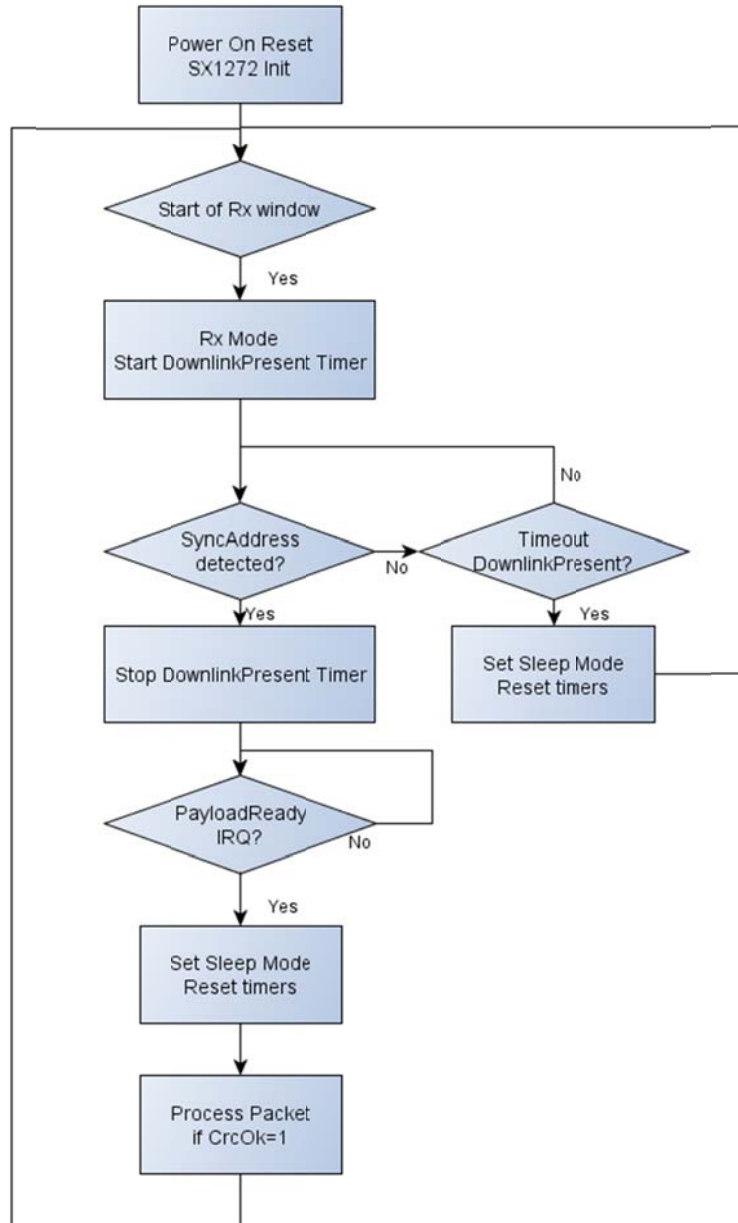 Power On Reset
SX1272 Init
Start of Rx window
Yes
Rx Mode
Start DownlinkPresent Timer
No
SyncAddress
detected?
No
Timeout
DownlinkPresent?
Yes
Yes
Stop DownlinkPresent Timer
Set Sleep Mode
Reset timers
PayloadReady
IRQ?
No
Yes
Set Sleep Mode
Reset timers
Process Packet
if CrcOk=1